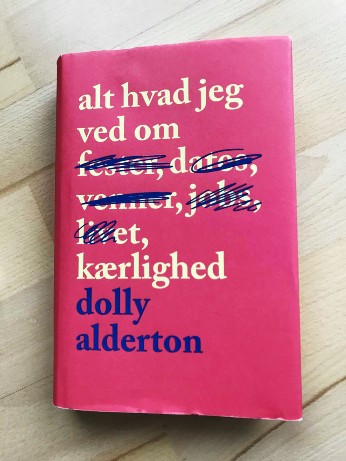 alt hvad jeg
ved om
fester, dates,
venner, jobs,
livet,
kærlighed
dolly
alderton